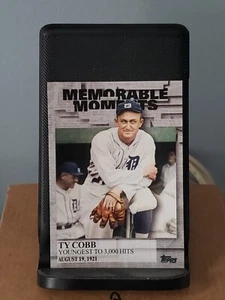 MEMORABLE
MOMENTS
D
TY COBB
YOUNGEST TO 3,000 HITS
AUGUST 19, 1921
Topps